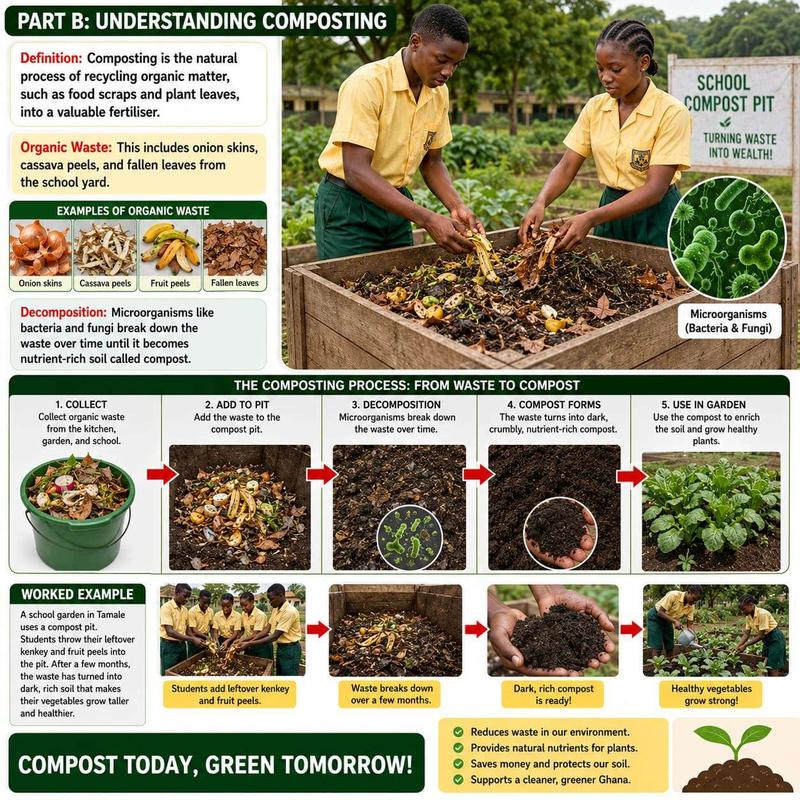 PART B: UNDERSTANDING COMPOSTING
Definition: Composting is the natural
process of recycling organic matter,
such as food scraps and plant leaves,
into a valuable fertiliser.
Organic Waste: This includes onion skins,
cassava peels, and fallen leaves from
the school yard.
EXAMPLES OF ORGANIC WASTE
Onion skins
Cassava peels
Fruit peels
Fallen leaves
Decomposition: Microorganisms like
bacteria and fungi break down the
waste over time until it becomes
nutrient-rich soil called compost.
SCHOOL
COMPOST PIT
TURNING WASTE
INTO WEALTH!
Microorganisms
(Bacteria & Fungi)
THE COMPOSTING PROCESS: FROM WASTE TO COMPOST
1. COLLECT
Collect organic waste
from the kitchen,
garden, and school.
2. ADD TO PIT
Add the waste to the
compost pit.
3. DECOMPOSITION
Microorganisms break down
the waste over time.
4. COMPOST FORMS
The waste turns into dark,
crumbly, nutrient-rich compost.
5. USE IN GARDEN
Use the compost to enrich
the soil and grow healthy
plants.
WORKED EXAMPLE
A school garden in Tamale
uses a compost pit.
Students throw their leftover
kenkey and fruit peels into
the pit. After a few months,
the waste has turned into
dark, rich soil that makes
their vegetables grow taller
and healthier.
Students add leftover kenkey
and fruit peels.
Waste breaks down
over a few months.
Dark, rich compost
is ready!
Healthy vegetables
grow strong!
COMPOST TODAY, GREEN TOMORROW!
Reduces waste in our environment.
Provides natural nutrients for plants.
Saves money and protects our soil.
Supports a cleaner, greener Ghana.